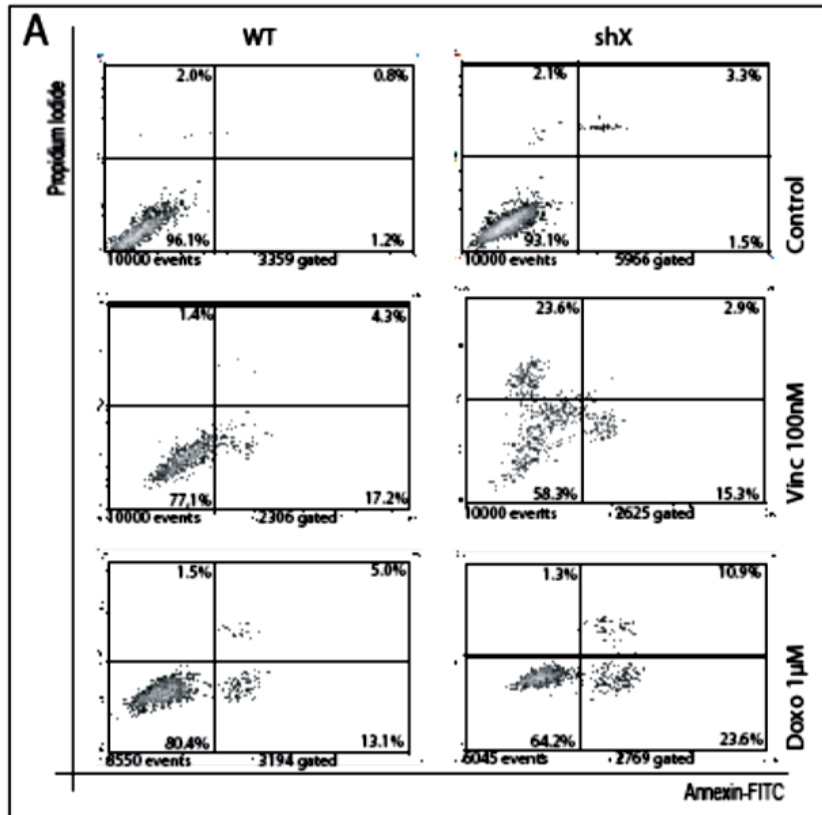 A
WT
shX
Propidium Iodide
2.0%
0.8%
96.1%
1.2%
10000 events
3359 gated
2.1%
3.3%
93.1%
1.5%
10000 events
5966 gated
Control
1.4%
4.3%
77.1%
17.2%
10000 events
2306 gated
23.6%
2.9%
58.3%
15.3%
10000 events
2625 gated
Vinc 100nM
1.5%
5.0%
80.4%
13.1%
8550 events
3194 gated
1.3%
10.9%
64.2%
23.6%
6045 events
2769 gated
Doxo 1µM
Annexin-FITC